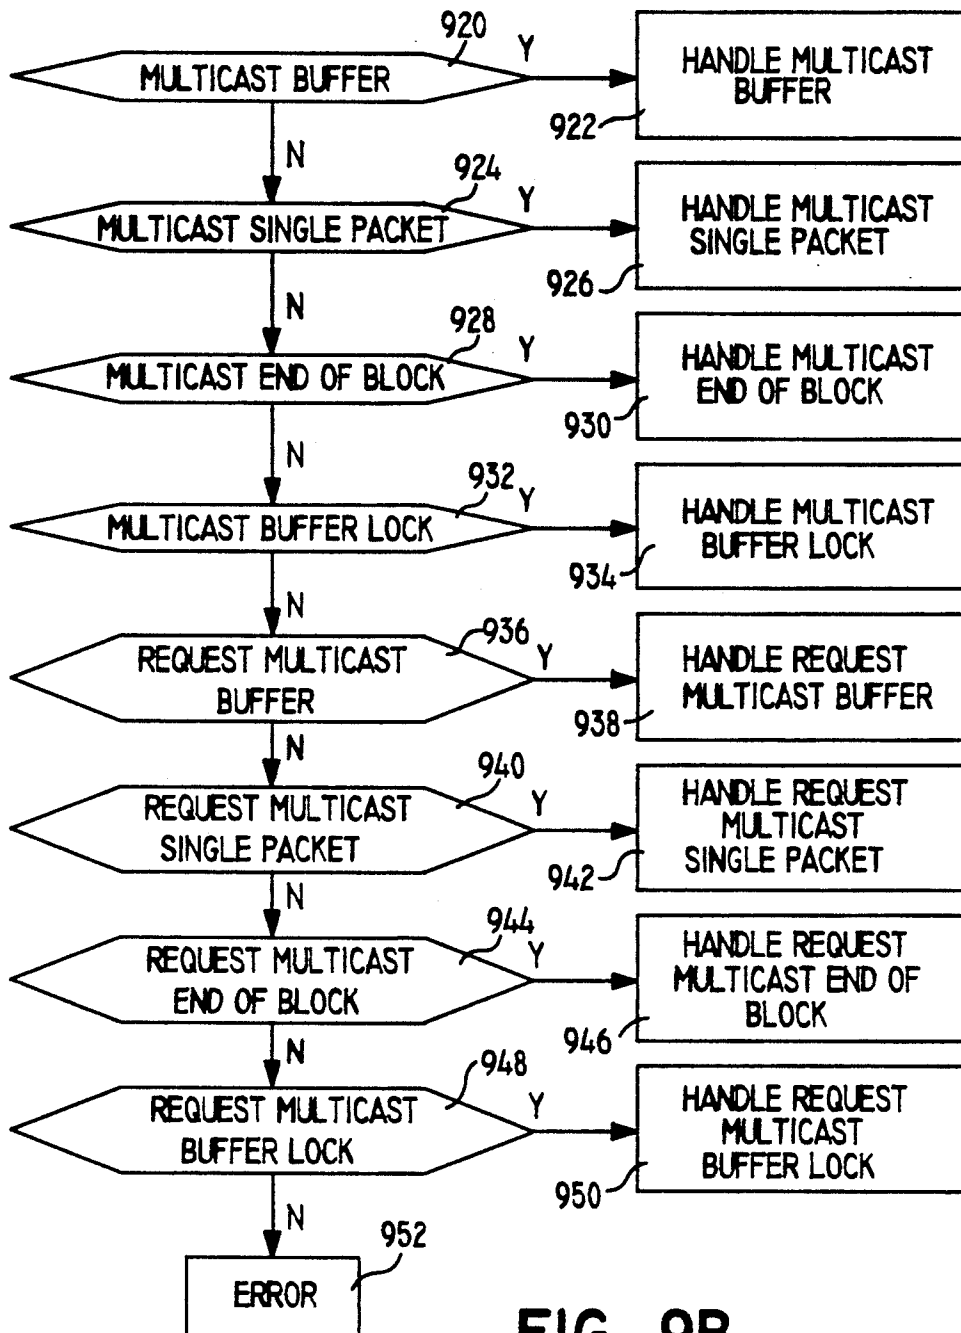 920
Y
MULTICAST BUFFER
HANDLE MULTICAST
BUFFER
922
N
924
Y
MULTICAST SINGLE PACKET
HANDLE MULTICAST
SINGLE PACKET
926
N
928
Y
MULTICAST END OF BLOCK
HANDLE MULTICAST
END OF BLOCK
930
N
932
Y
MULTICAST BUFFER LOCK
HANDLE MULTICAST
BUFFER LOCK
934
N
936
Y
REQUEST MULTICAST
BUFFER
HANDLE REQUEST
MULTICAST BUFFER
938
N
940
Y
REQUEST MULTICAST
SINGLE PACKET
HANDLE REQUEST
MULTICAST
SINGLE PACKET
942
N
944
Y
REQUEST MULTICAST
END OF BLOCK
HANDLE REQUEST
MULTICAST END OF
BLOCK
946
N
948
Y
REQUEST MULTICAST
BUFFER LOCK
HANDLE REQUEST
MULTICAST
BUFFER LOCK
950
N
952
ERROR
FIG. 9B